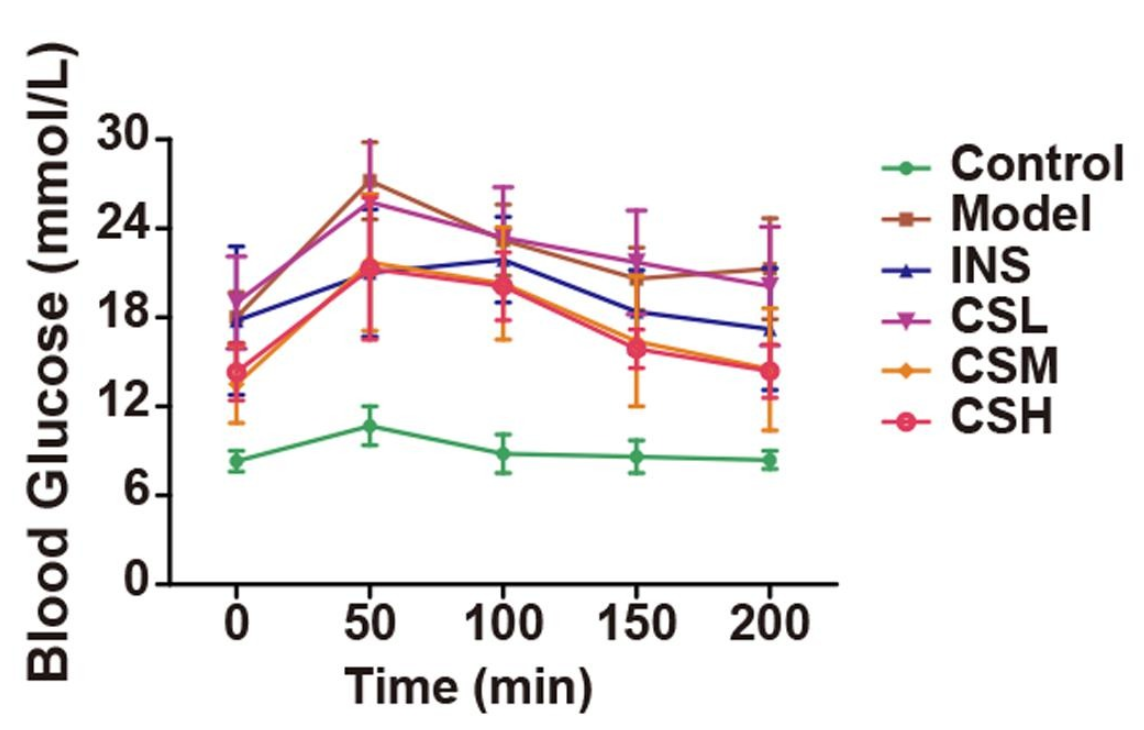 Blood Glucose (mmol/L)
30
24
18
12
6
0
0 50 100 150 200
Time (min)
Control
Model
INS
CSL
CSM
CSH